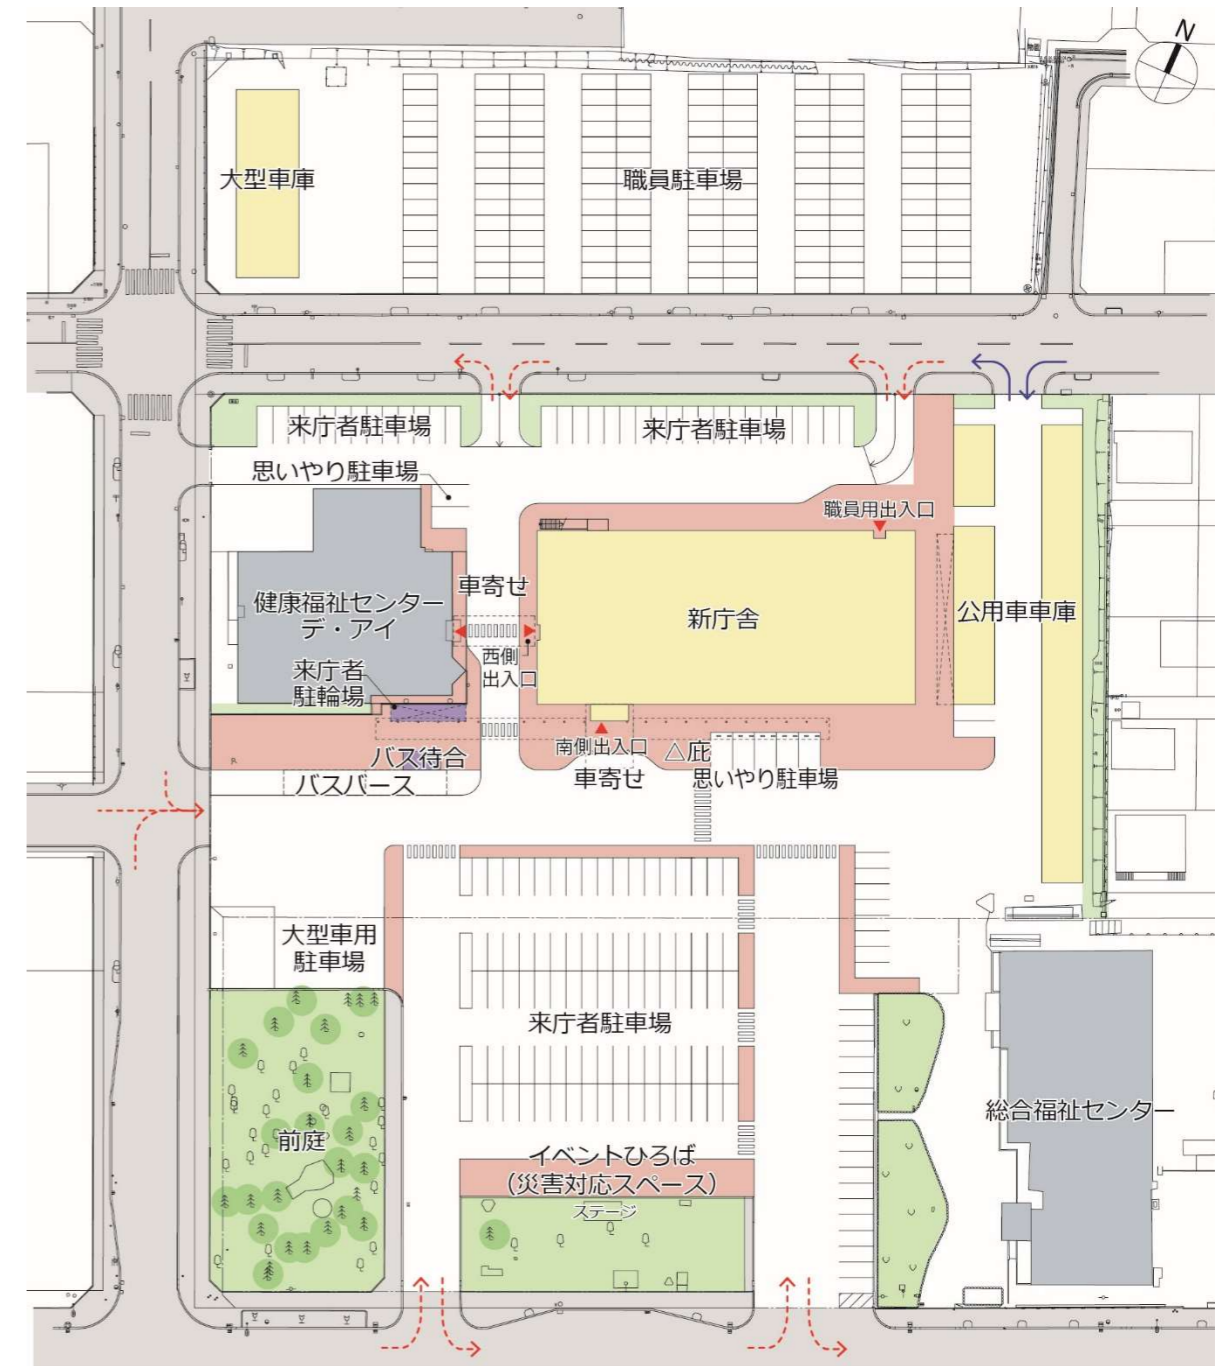 N
大型車庫
職員駐車場
来庁者駐車場
来庁者駐車場
思いやり駐車場
職員用出入口
車寄せ
健康福祉センター
デ・アイ
新庁舎
公用車車庫
西側
出入口
来庁者
駐輪場
南側出入口
△庇
バス待合
バスバース
車寄せ
思いやり駐車場
大型車用
駐車場
来庁者駐車場
前庭
総合福祉センター
イベントひろば
(災害対応スペース)
ステージ